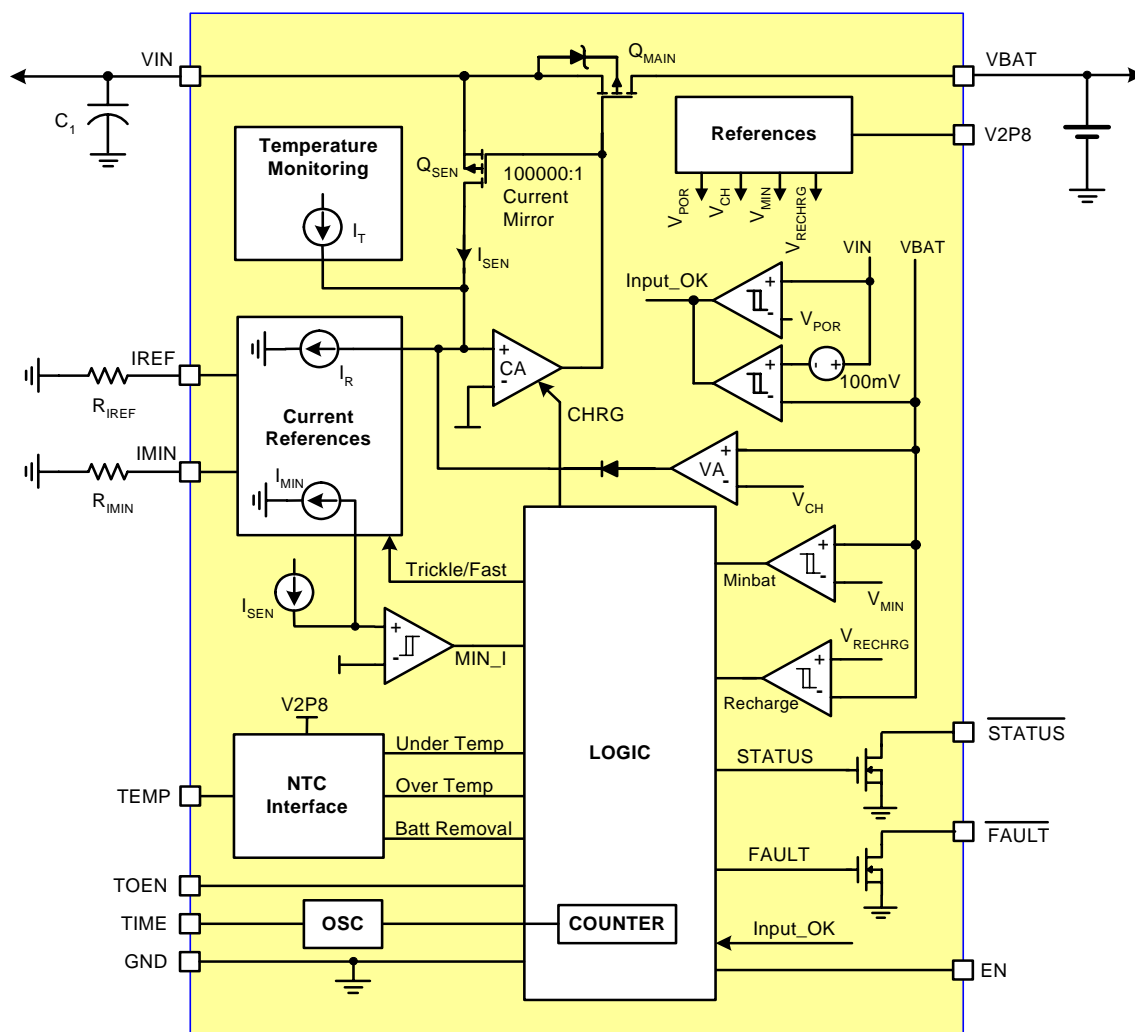 VIN
C1
QMAIN
VBAT
V2P8
References
VPOR
VCH
VMIN
VRECHRG
Temperature
Monitoring
IT
QSEN
100000:1
Current
Mirror
ISEN
VIN
VBAT
Input_OK
+
-
VPOR
+
-
-
+
100mV
IREF
RIREF
IMIN
RIMIN
IR
Current
References
IMIN
+
CA
-
CHRG
+
VA
-
VCH
Trickle/Fast
ISEN
+
-
MIN_I
Minbat
+
-
VMIN
VRECHRG
+
-
Recharge
V2P8
NTC
Interface
TEMP
Under Temp
Over Temp
Batt Removal
LOGIC
STATUS
STATUS
FAULT
FAULT
TOEN
TIME
OSC
COUNTER
GND
Input_OK
EN